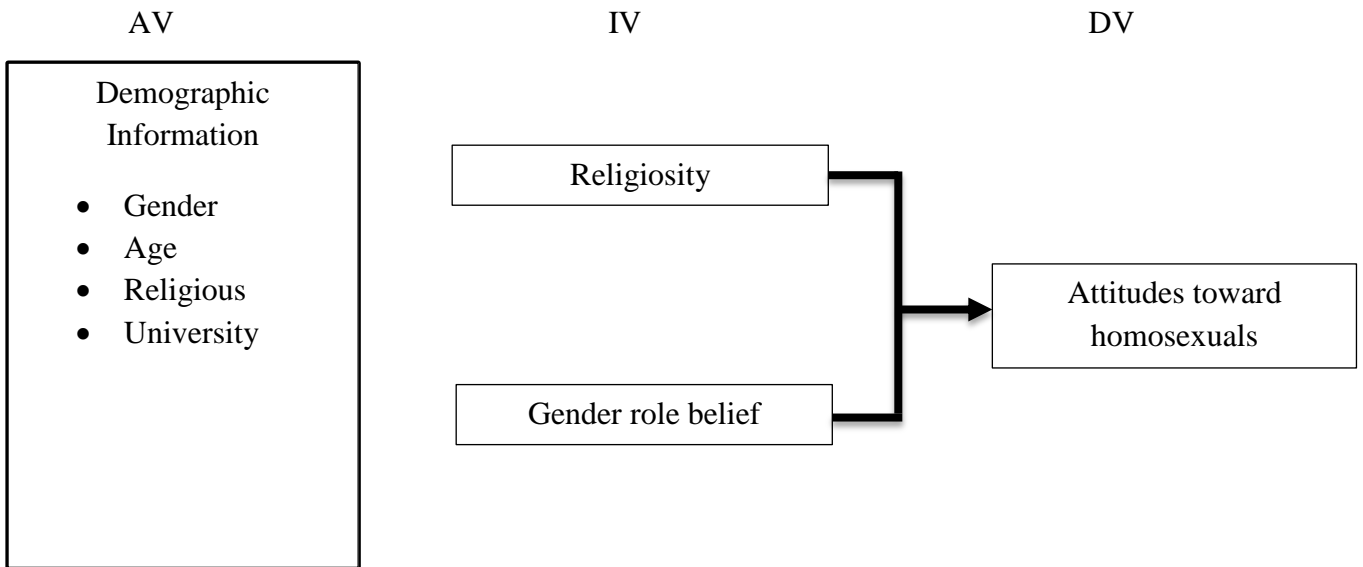 AV
IV
DV
Demographic
Information
• Gender
• Age
• Religious
• University
Religiosity
Gender role belief
Attitudes toward
homosexuals